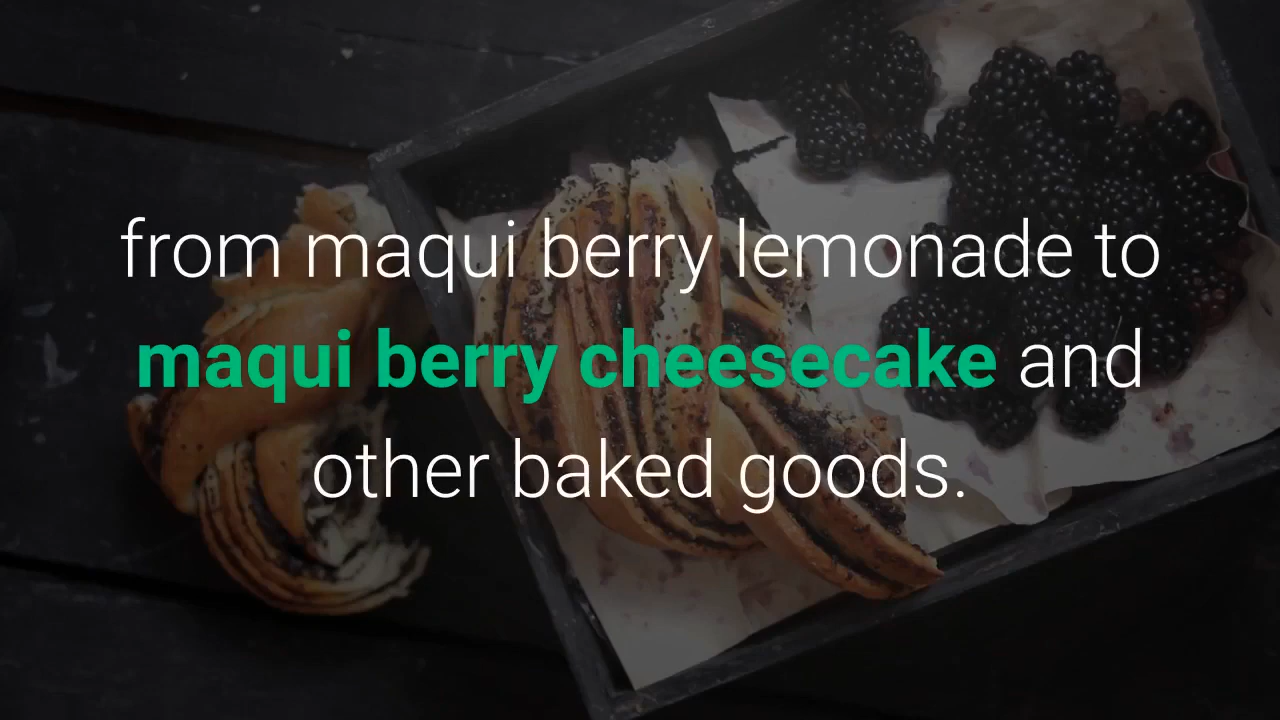 from maqui berry lemonade to
maqui berry cheesecake and
other baked goods.